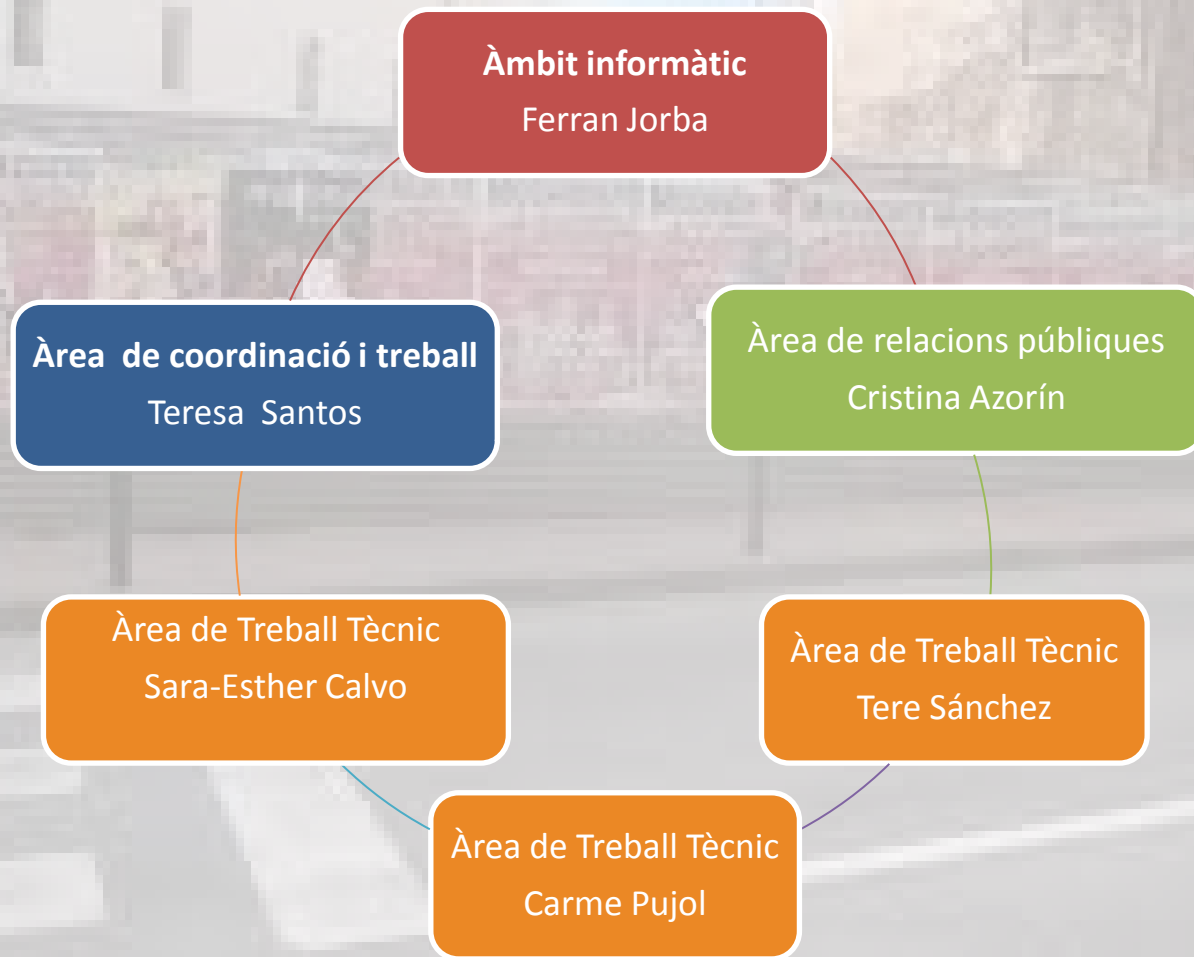 Àmbit informàtic
Ferran Jorba
Àrea de coordinació i treball
Teresa Santos
Àrea de relacions públiques
Cristina Azorín
Àrea de Treball Tècnic
Sara-Esther Calvo
Àrea de Treball Tècnic
Tere Sánchez
Àrea de Treball Tècnic
Carme Pujol